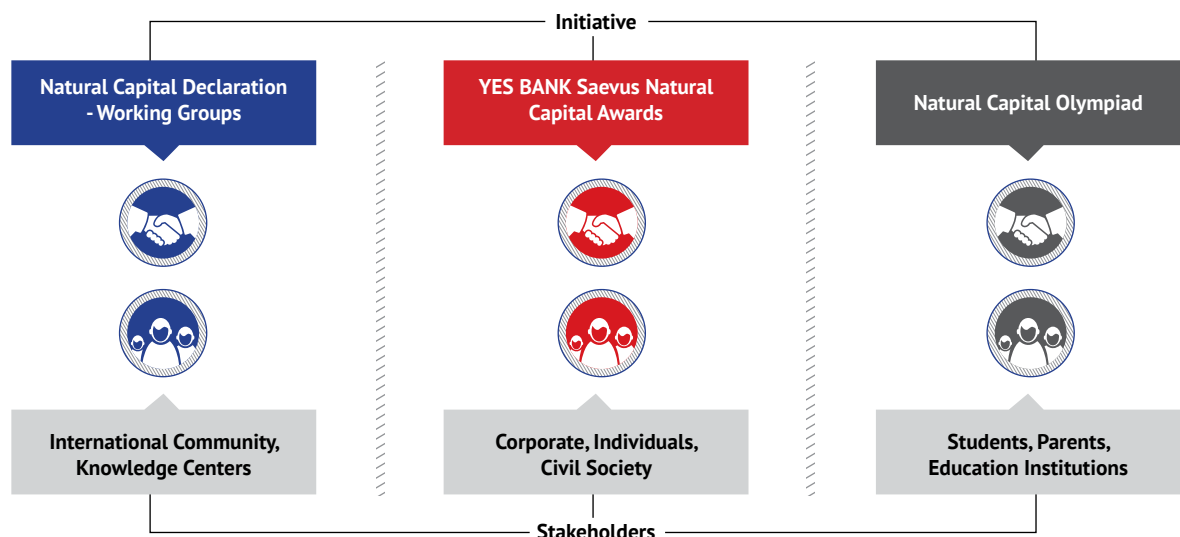 Initiative
Natural Capital Declaration
- Working Groups
YES BANK Saevus Natural
Capital Awards
Natural Capital Olympiad
International Community,
Knowledge Centers
Corporate, Individuals,
Civil Society
Students, Parents,
Education Institutions
Stakeholders